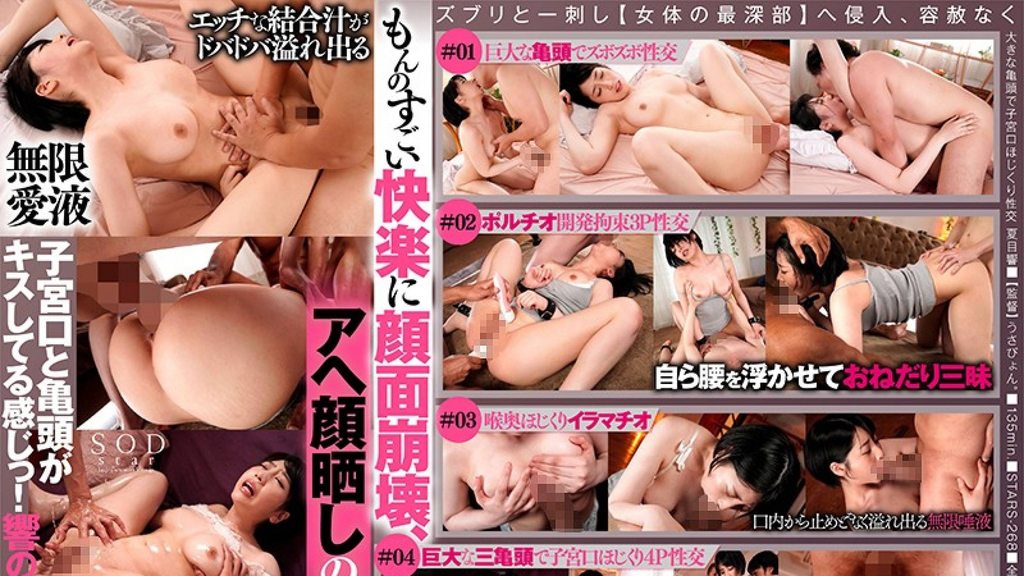 エッチな結合汁が
ドバドバ溢れ出る
無限
愛液
子宮口と亀頭が
キスしてる感じっ!響の
SOD
star
もんのすごい快楽に顔面崩壊、
アヘ顔晒しの
ズブリと一刺し【女体の最深部】へ侵入、容赦なく
#01 巨大な亀頭でズボズボ性交
#02 ポルチオ開発拘束3P性交
自ら腰を浮かせておねだり三昧
#03 喉奥ほじくりイラマチオ
口内から止めどなく溢れ出る無限唾液
#04 巨大な三亀頭で子宮口ほじくり4P性交
大きな亀頭で子宮口ほじくり性交 夏目響■【監督】うさぴょん。■135min.■STARS-268■全